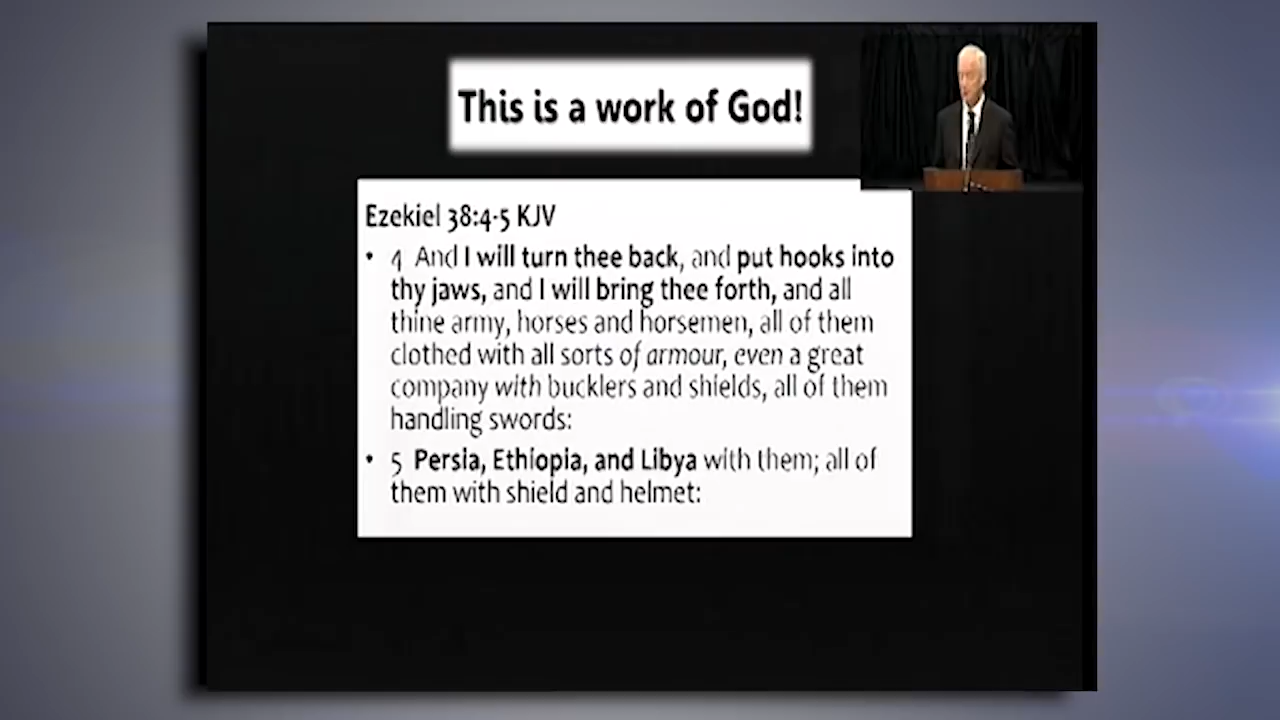 This is a work of God!
Ezekiel 38:4-5 KJV
• 4 And I will turn thee back, and put hooks into
thy jaws, and I will bring thee forth, and all
thine army, horses and horsemen, all of them
clothed with all sorts of armour, even a great
company with bucklers and shields, all of them
handling swords:
• 5 Persia, Ethiopia, and Libya with them; all of
them with shield and helmet: